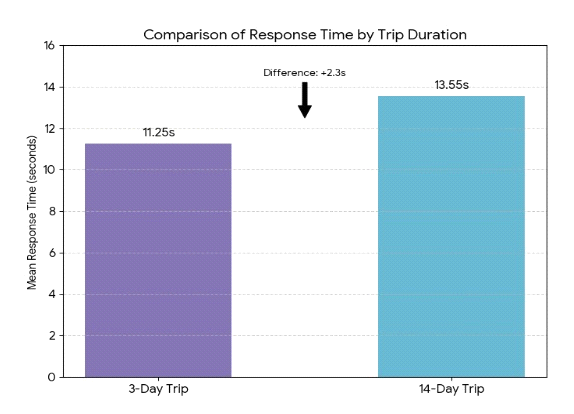 Comparison of Response Time by Trip Duration
16
14
12
10
8
6
4
2
0
Mean Response Time (seconds)
Difference: +2.3s
11.25s
13.55s
3-Day Trip
14-Day Trip